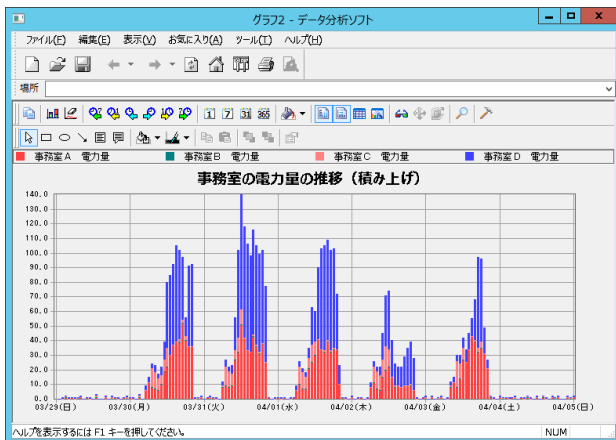 グラフ2 - データ分析ソフト
ファイル(F) 編集(E) 表示(V) お気に入り(A) ツール(T) ヘルプ(H)
場所
1 7 31 365
事務室A 電力量 事務室B 電力量 事務室C 電力量 事務室D 電力量
事務室の電力量の推移（積み上げ）
140.0
130.0
120.0
110.0
100.0
90.0
80.0
70.0
60.0
50.0
40.0
30.0
20.0
10.0
0.0
03/29(日) 03/30(月) 03/31(火) 04/01(水) 04/02(木) 04/03(金) 04/04(土) 04/05(日)
ヘルプを表示するには F1 キーを押してください。 NUM